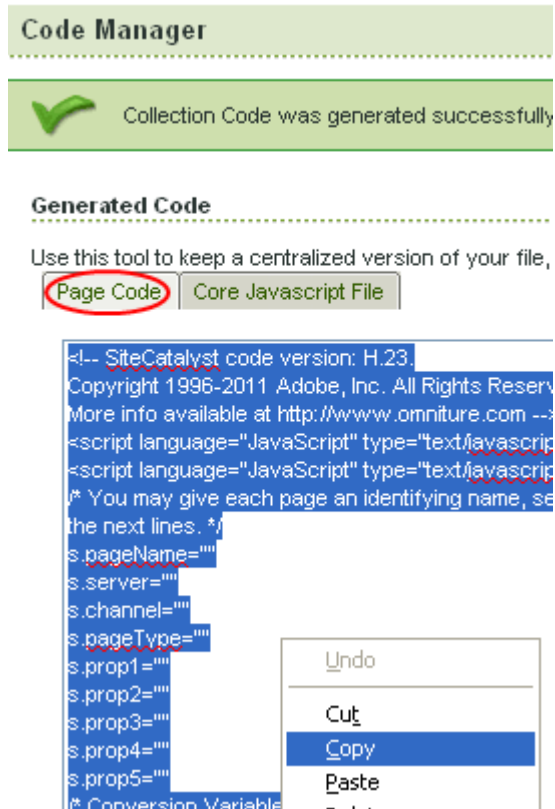 Code Manager
Collection Code was generated successfully
Generated Code
Use this tool to keep a centralized version of your file,
Page Code Core Javascript File
<!-- SiteCatalyst code version: H.23.
Copyright 1996-2011 Adobe, Inc. All Rights Reserv
More info available at http://www.omniture.com -->
<script language="JavaScript" type="text/javascrip
<script language="JavaScript" type="text/javascrip
/* You may give each page an identifying name, se
the next lines. */
s.pageName=""
s.server=""
s.channel=""
s.pageType=""
s.prop1=""
s.prop2=""
s.prop3=""
s.prop4=""
s.prop5=""
/* Conversion Variable
Undo
Cut
Copy
Paste